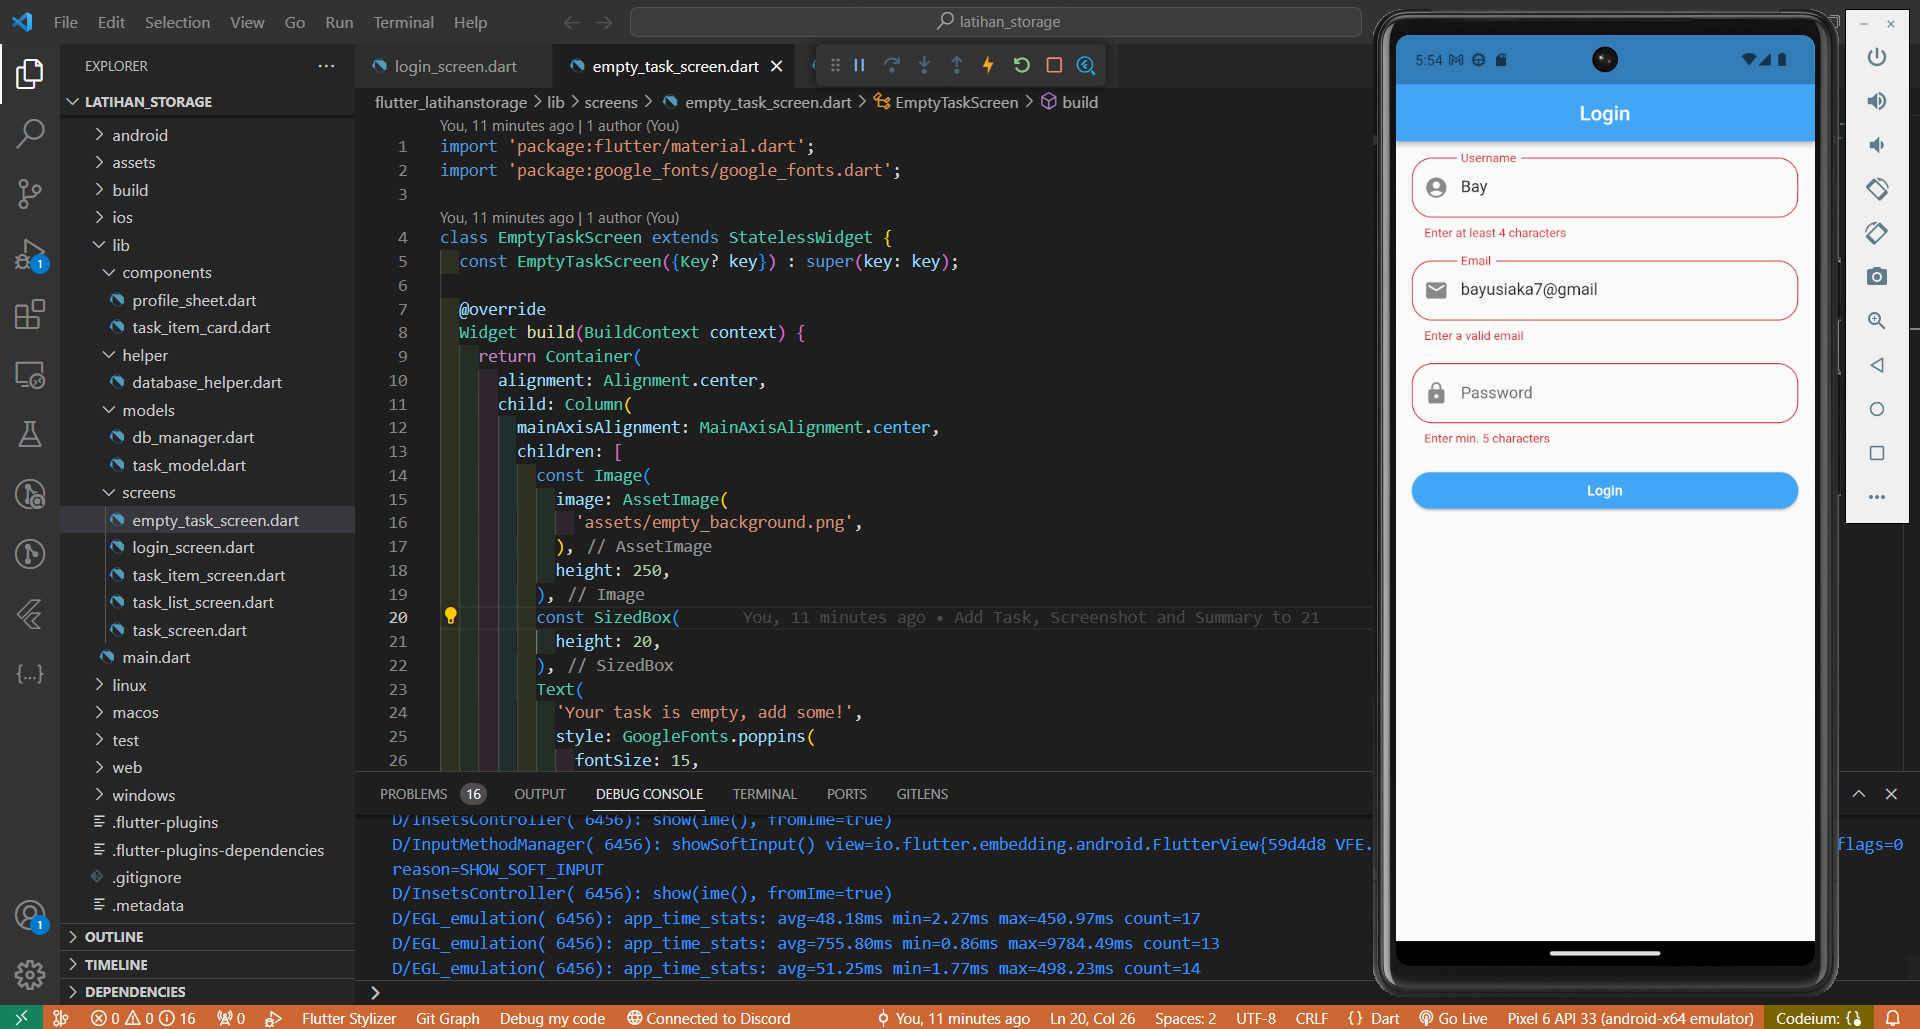 File Edit Selection View Go Run Terminal Help
latihan_storage
EXPLORER
LATIHAN_STORAGE
android
assets
build
ios
lib
components
profile_sheet.dart
task_item_card.dart
helper
database_helper.dart
models
db_manager.dart
task_model.dart
screens
empty_task_screen.dart
login_screen.dart
task_item_screen.dart
task_list_screen.dart
task_screen.dart
main.dart
linux
macos
test
web
windows
.flutter-plugins
.flutter-plugins-dependencies
.gitignore
.metadata
OUTLINE
TIMELINE
DEPENDENCIES
1
1
login_screen.dart
empty_task_screen.dart
flutter_latihanstorage > lib > screens > empty_task_screen.dart > EmptyTaskScreen > build
You, 11 minutes ago | 1 author (You)
1 import 'package:flutter/material.dart';
2 import 'package:google_fonts/google_fonts.dart';
3
You, 11 minutes ago | 1 author (You)
4 class EmptyTaskScreen extends StatelessWidget {
5 const EmptyTaskScreen({Key? key}) : super(key: key);
6
7 @override
8 Widget build(BuildContext context) {
9 return Container(
10 alignment: Alignment.center,
11 child: Column(
12 mainAxisAlignment: MainAxisAlignment.center,
13 children: [
14 const Image(
15 image: AssetImage(
16 'assets/empty_background.png',
17 ), // AssetImage
18 height: 250,
19 ), // Image
20 const SizedBox( You, 11 minutes ago • Add Task, Screenshot and Summary to 21
21 height: 20,
22 ), // SizedBox
23 Text(
24 'Your task is empty, add some!',
25 style: GoogleFonts.poppins(
26 fontSize: 15,
PROBLEMS 16 OUTPUT DEBUG CONSOLE TERMINAL PORTS GITLENS
D/InsetsController( 6456): show(ime(), fromIme=true)
D/InputMethodManager( 6456): showSoftInput() view=io.flutter.embedding.android.FlutterView{59d4d8 VFE. flags=0
reason=SHOW_SOFT_INPUT
D/InsetsController( 6456): show(ime(), fromIme=true)
D/EGL_emulation( 6456): app_time_stats: avg=48.18ms min=2.27ms max=450.97ms count=17
D/EGL_emulation( 6456): app_time_stats: avg=755.80ms min=0.86ms max=9784.49ms count=13
D/EGL_emulation( 6456): app_time_stats: avg=51.25ms min=1.77ms max=498.23ms count=14
5:54
Login
Username
Bay
Enter at least 4 characters
Email
bayusiaka7@gmail
Enter a valid email
Password
Enter min. 5 characters
Login
0 0 16 0 Flutter Stylizer Git Graph Debug my code Connected to Discord You, 11 minutes ago Ln 20, Col 26 Spaces: 2 UTF-8 CRLF {} Dart Go Live Pixel 6 API 33 (android-x64 emulator) Codeium: {}